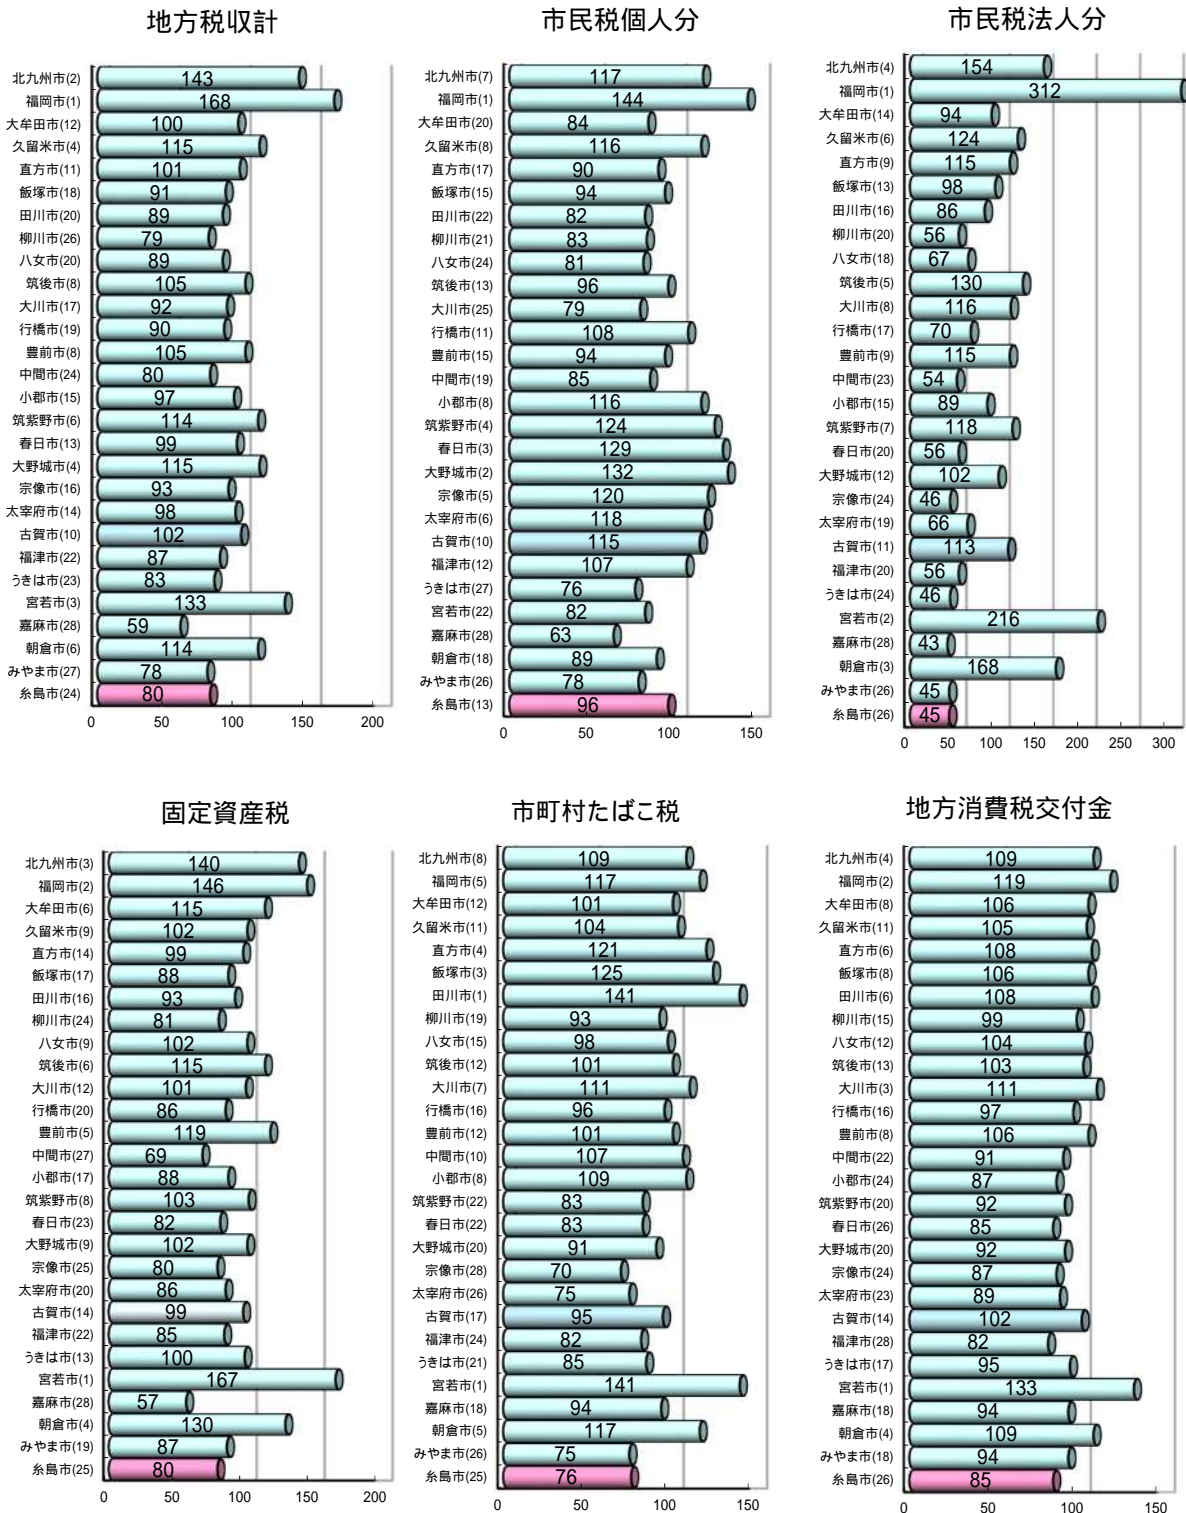 地方税収計
北九州市(2) 143
福岡市(1) 168
大牟田市(12) 100
久留米市(4) 115
直方市(11) 101
飯塚市(18) 91
田川市(20) 89
柳川市(26) 79
八女市(20) 89
筑後市(8) 105
大川市(17) 92
行橋市(19) 90
豊前市(8) 105
中間市(24) 80
小郡市(15) 97
筑紫野市(6) 114
春日市(13) 99
大野城市(4) 115
宗像市(16) 93
太宰府市(14) 98
古賀市(10) 102
福津市(22) 87
うきは市(23) 83
宮若市(3) 133
嘉麻市(28) 59
朝倉市(6) 114
みやま市(27) 78
糸島市(24) 80
0 50 100 150 200
市民税個人分
北九州市(7) 117
福岡市(1) 144
大牟田市(20) 84
久留米市(8) 116
直方市(17) 90
飯塚市(15) 94
田川市(22) 82
柳川市(21) 83
八女市(24) 81
筑後市(13) 96
大川市(25) 79
行橋市(11) 108
豊前市(15) 94
中間市(19) 85
小郡市(8) 116
筑紫野市(4) 124
春日市(3) 129
大野城市(2) 132
宗像市(5) 120
太宰府市(6) 118
古賀市(10) 115
福津市(12) 107
うきは市(27) 76
宮若市(22) 82
嘉麻市(28) 63
朝倉市(18) 89
みやま市(26) 78
糸島市(13) 96
0 50 100 150
市民税法人分
北九州市(4) 154
福岡市(1) 312
大牟田市(14) 94
久留米市(6) 124
直方市(9) 115
飯塚市(13) 98
田川市(16) 86
柳川市(20) 56
八女市(18) 67
筑後市(5) 130
大川市(8) 116
行橋市(17) 70
豊前市(9) 115
中間市(23) 54
小郡市(15) 89
筑紫野市(7) 118
春日市(20) 56
大野城市(12) 102
宗像市(24) 46
太宰府市(19) 66
古賀市(11) 113
福津市(20) 56
うきは市(24) 46
宮若市(2) 216
嘉麻市(28) 43
朝倉市(3) 168
みやま市(26) 45
糸島市(26) 45
0 50 100 150 200 250 300
固定資産税
北九州市(3) 140
福岡市(2) 146
大牟田市(6) 115
久留米市(9) 102
直方市(14) 99
飯塚市(17) 88
田川市(16) 93
柳川市(24) 81
八女市(9) 102
筑後市(6) 115
大川市(12) 101
行橋市(20) 86
豊前市(5) 119
中間市(27) 69
小郡市(17) 88
筑紫野市(8) 103
春日市(23) 82
大野城市(9) 102
宗像市(25) 80
太宰府市(20) 86
古賀市(14) 99
福津市(22) 85
うきは市(13) 100
宮若市(1) 167
嘉麻市(28) 57
朝倉市(4) 130
みやま市(19) 87
糸島市(25) 80
0 50 100 150 200
市町村たばこ税
北九州市(8) 109
福岡市(5) 117
大牟田市(12) 101
久留米市(11) 104
直方市(4) 121
飯塚市(3) 125
田川市(1) 141
柳川市(19) 93
八女市(15) 98
筑後市(12) 101
大川市(7) 111
行橋市(16) 96
豊前市(12) 101
中間市(10) 107
小郡市(8) 109
筑紫野市(22) 83
春日市(22) 83
大野城市(20) 91
宗像市(28) 70
太宰府市(26) 75
古賀市(17) 95
福津市(24) 82
うきは市(21) 85
宮若市(1) 141
嘉麻市(18) 94
朝倉市(5) 117
みやま市(26) 75
糸島市(25) 76
0 50 100 150
地方消費税交付金
北九州市(4) 109
福岡市(2) 119
大牟田市(8) 106
久留米市(11) 105
直方市(6) 108
飯塚市(8) 106
田川市(6) 108
柳川市(15) 99
八女市(12) 104
筑後市(13) 103
大川市(3) 111
行橋市(16) 97
豊前市(8) 106
中間市(22) 91
小郡市(24) 87
筑紫野市(20) 92
春日市(26) 85
大野城市(20) 92
宗像市(24) 87
太宰府市(23) 89
古賀市(14) 102
福津市(28) 82
うきは市(17) 95
宮若市(1) 133
嘉麻市(18) 94
朝倉市(4) 109
みやま市(18) 94
糸島市(26) 85
0 50 100 150